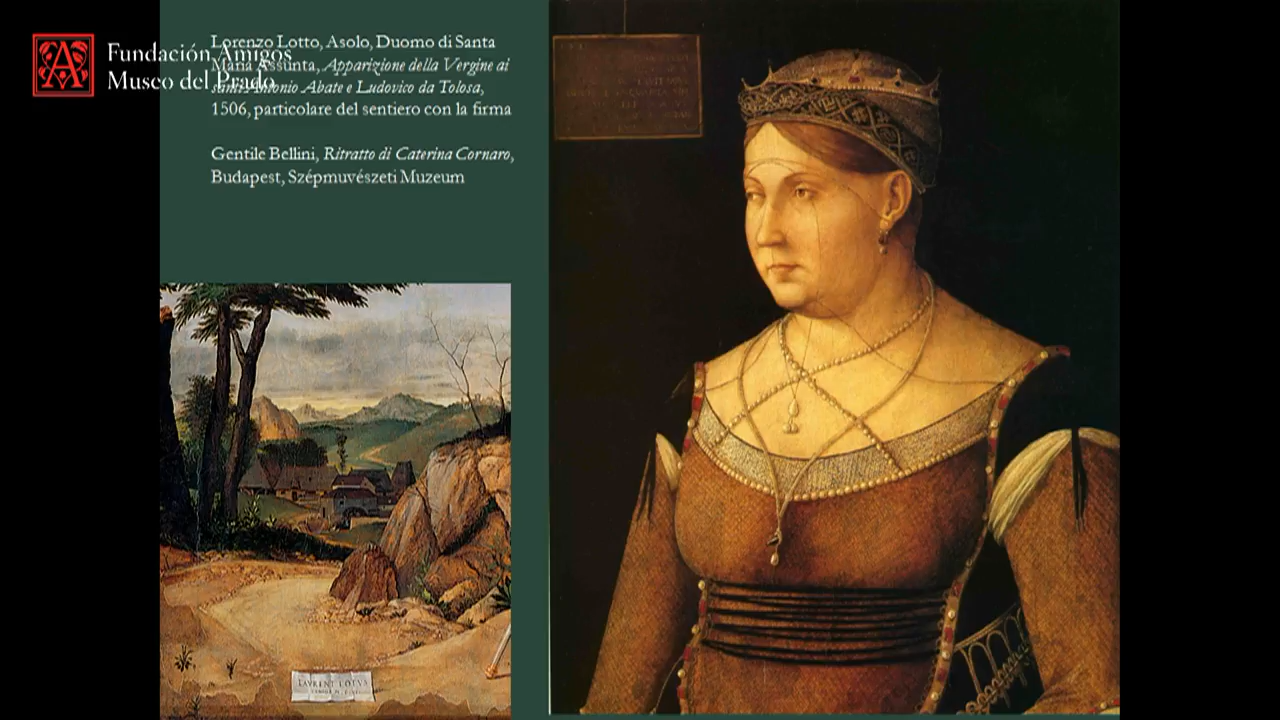 Fundación Amigos
Museo del Prado
Lorenzo Lotto, Asolo, Duomo di Santa
Maria Assunta, Apparizione della Vergine ai
santi Antonio Abate e Ludovico da Tolosa,
1506, particolare del sentiero con la firma
Gentile Bellini, Ritratto di Caterina Cornaro,
Budapest, Szépmuvészeti Muzeum
LAVRENT LOTVS